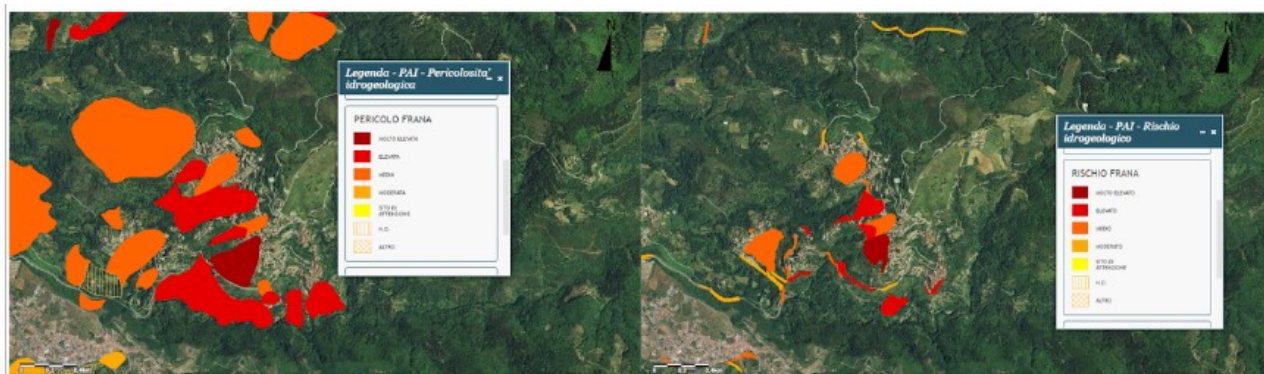 Legenda - PAI - Pericolosita'
idrogeologica
PERICOLO FRANA
MOLTO ELEVATA
ELEVATA
MEDIA
MODERATA
SITO DI
ATTENZIONE
N.D.
ALTRO
N
Legenda - PAI - Rischio
idrogeologico
RISCHIO FRANA
MOLTO ELEVATO
ELEVATO
MEDIO
MODERATO
SITO DI
ATTENZIONE
N.D.
ALTRO
N